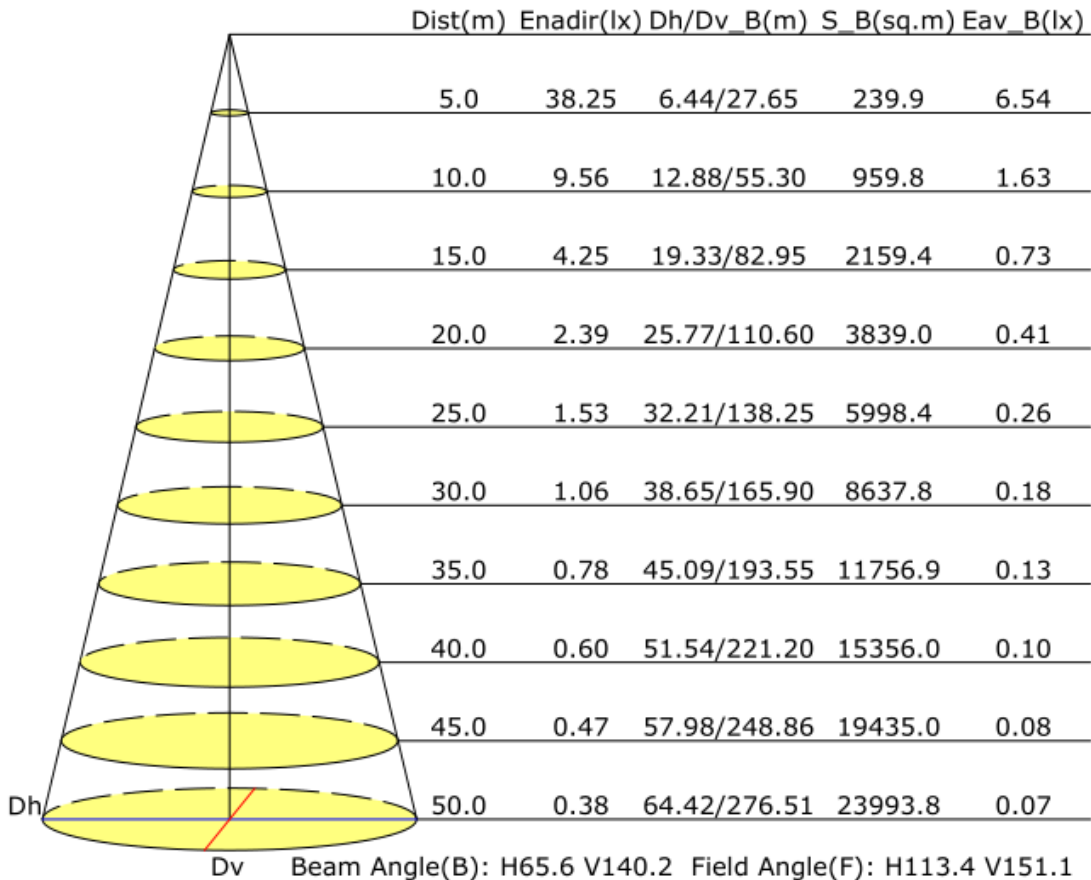 Dist(m) Enadir(lx) Dh/Dv_B(m) S_B(sq.m) Eav_B(lx)
5.0 38.25 6.44/27.65 239.9 6.54
10.0 9.56 12.88/55.30 959.8 1.63
15.0 4.25 19.33/82.95 2159.4 0.73
20.0 2.39 25.77/110.60 3839.0 0.41
25.0 1.53 32.21/138.25 5998.4 0.26
30.0 1.06 38.65/165.90 8637.8 0.18
35.0 0.78 45.09/193.55 11756.9 0.13
40.0 0.60 51.54/221.20 15356.0 0.10
45.0 0.47 57.98/248.86 19435.0 0.08
Dh 50.0 0.38 64.42/276.51 23993.8 0.07
Dv Beam Angle(B): H65.6 V140.2 Field Angle(F): H113.4 V151.1